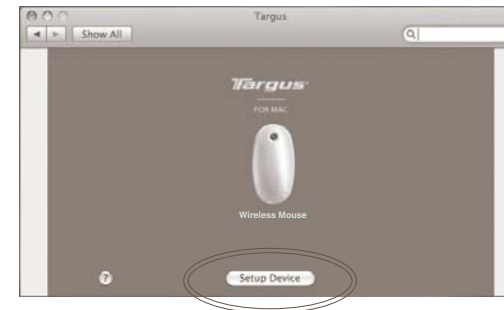 Targus
Show All
Targus
FOR MAC
Wireless Mouse
?
Setup Device